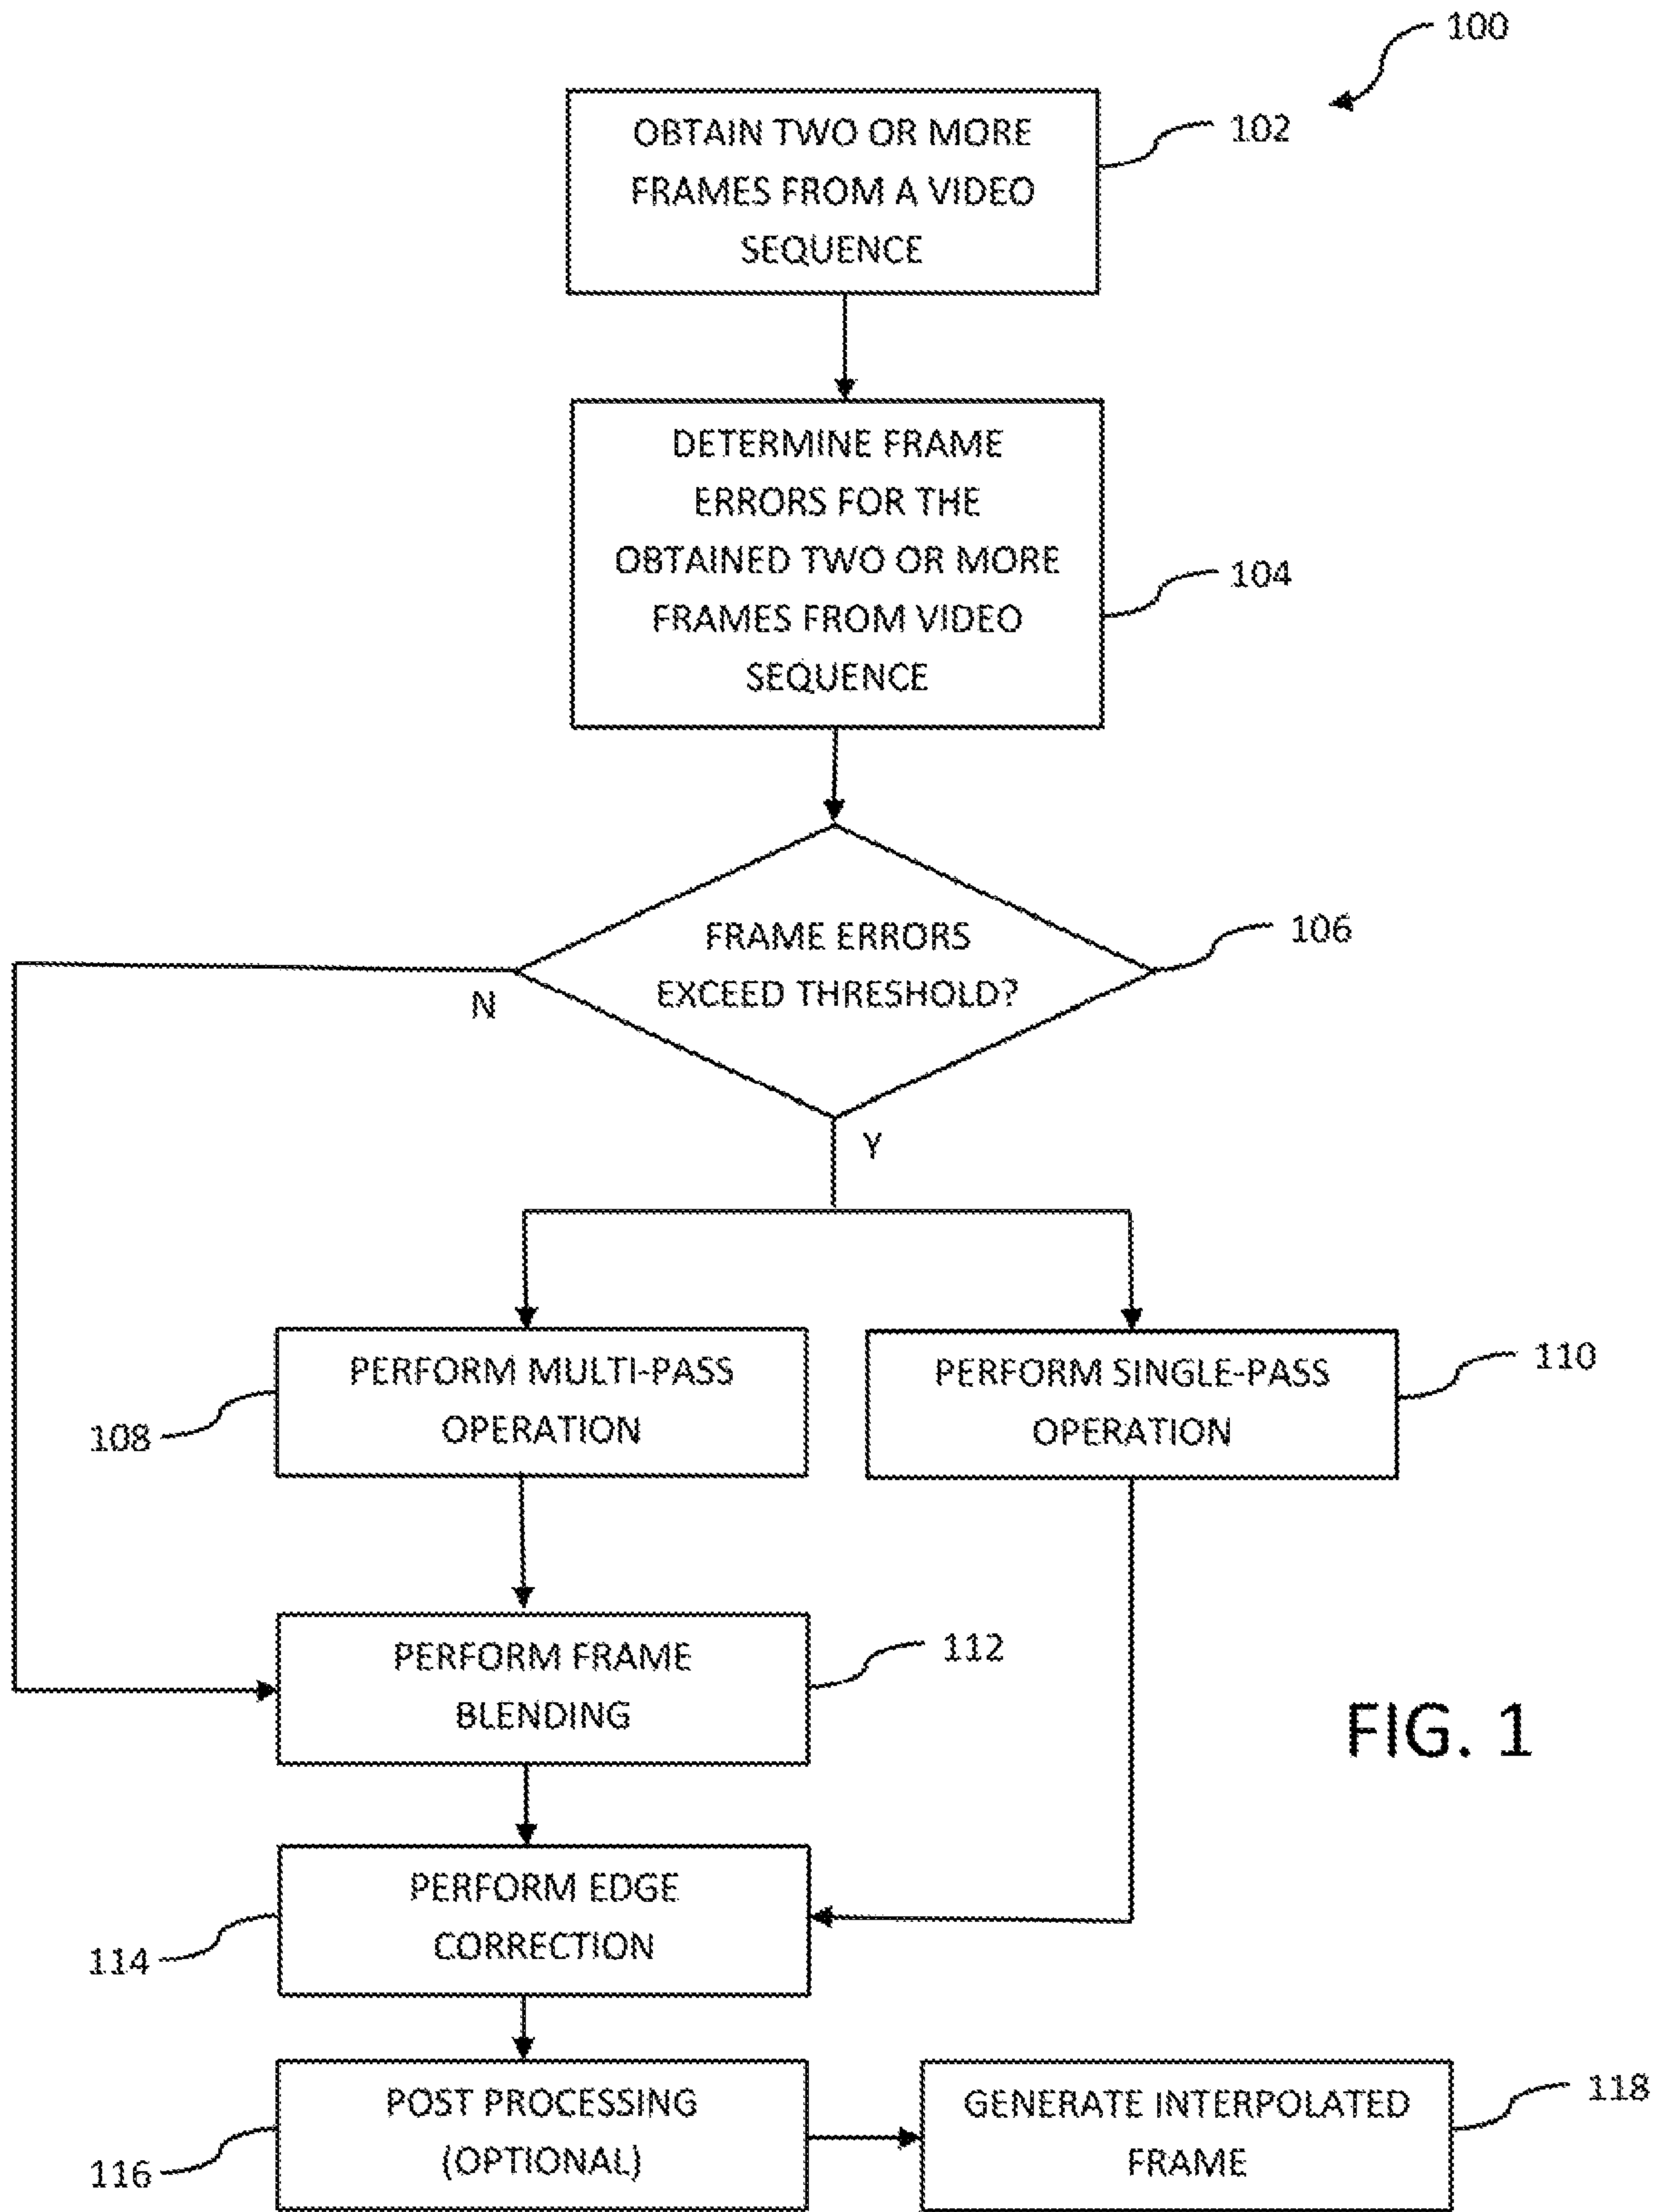 100
OBTAIN TWO OR MORE
FRAMES FROM A VIDEO
SEQUENCE
102
DETERMINE FRAME
ERRORS FOR THE
OBTAINED TWO OR MORE
FRAMES FROM VIDEO
SEQUENCE
104
FRAME ERRORS
EXCEED THRESHOLD?
106
N
Y
PERFORM MULTI-PASS
OPERATION
108
PERFORM SINGLE-PASS
OPERATION
110
PERFORM FRAME
BLENDING
112
FIG. 1
PERFORM EDGE
CORRECTION
114
POST PROCESSING
(OPTIONAL)
116
GENERATE INTERPOLATED
FRAME
118